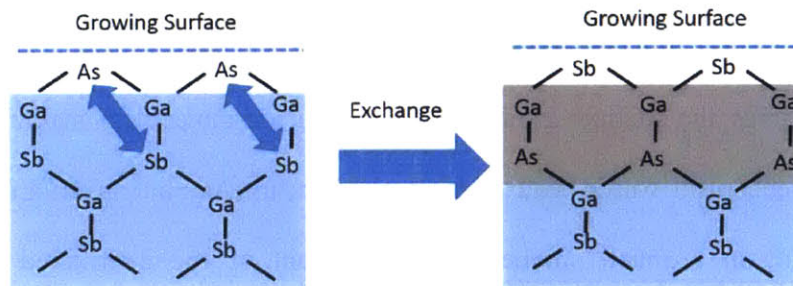 Growing Surface
As As
Ga Ga Ga
Sb Sb Sb
Ga Ga
Sb Sb
Exchange
Growing Surface
Sb Sb
Ga Ga Ga
As As As
Ga Ga
Sb Sb